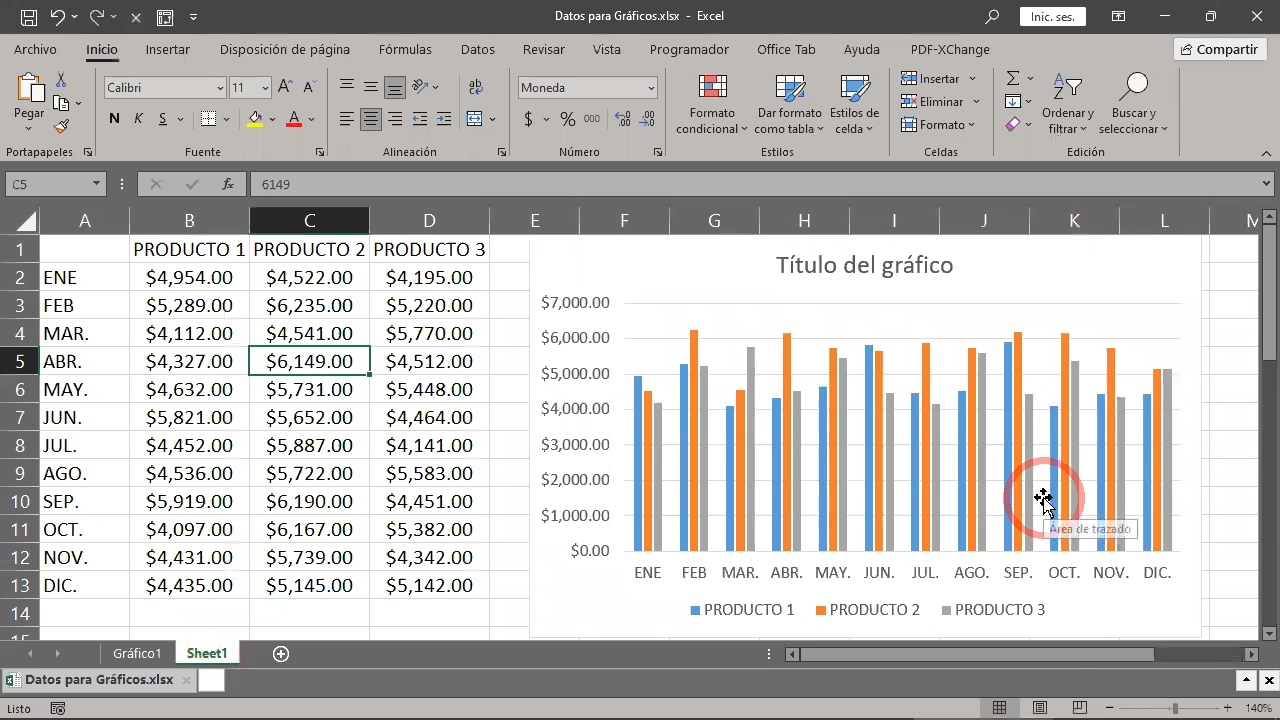 Datos para Gráficos.xlsx - Excel
Inic. ses.
Archivo Inicio Insertar Disposición de página Fórmulas Datos Revisar Vista Programador Office Tab Ayuda PDF-XChange Compartir
Pegar
Calibri 11
N K S
Moneda
$ % 000
Formato condicional
Dar formato como tabla
Estilos de celda
Insertar
Eliminar
Formato
Ordenar y filtrar
Buscar y seleccionar
Portapapeles Fuente Alineación Número Estilos Celdas Edición
C5 fx 6149
A B C D E F G H I J K L M
1 PRODUCTO 1 PRODUCTO 2 PRODUCTO 3
2 ENE $4,954.00 $4,522.00 $4,195.00
3 FEB $5,289.00 $6,235.00 $5,220.00
4 MAR. $4,112.00 $4,541.00 $5,770.00
5 ABR. $4,327.00 $6,149.00 $4,512.00
6 MAY. $4,632.00 $5,731.00 $5,448.00
7 JUN. $5,821.00 $5,652.00 $4,464.00
8 JUL. $4,452.00 $5,887.00 $4,141.00
9 AGO. $4,536.00 $5,722.00 $5,583.00
10 SEP. $5,919.00 $6,190.00 $4,451.00
11 OCT. $4,097.00 $6,167.00 $5,382.00
12 NOV. $4,431.00 $5,739.00 $4,342.00
13 DIC. $4,435.00 $5,145.00 $5,142.00
14
15
Título del gráfico
$7,000.00
$6,000.00
$5,000.00
$4,000.00
$3,000.00
$2,000.00
$1,000.00
$0.00
Área de trazado
ENE FEB MAR. ABR. MAY. JUN. JUL. AGO. SEP. OCT. NOV. DIC.
PRODUCTO 1 PRODUCTO 2 PRODUCTO 3
Gráfico1 Sheet1
Datos para Gráficos.xlsx
Listo 140%